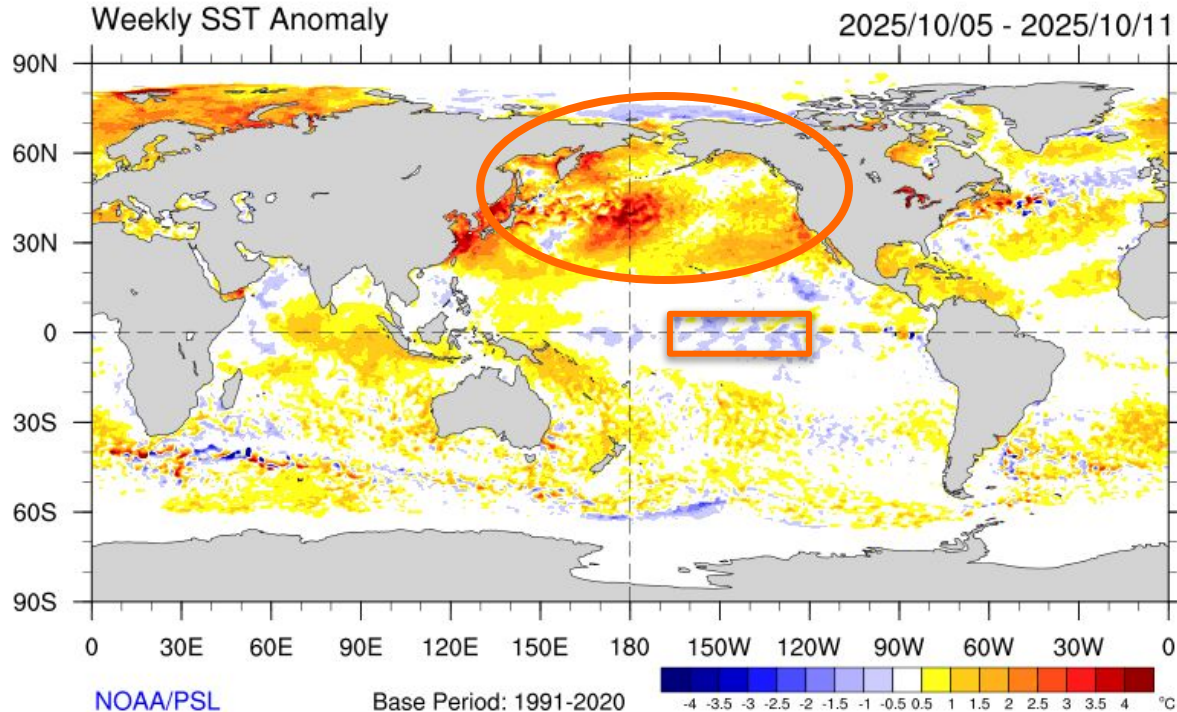 Weekly SST Anomaly 2025/10/05 - 2025/10/11
90N
60N
30N
0
30S
60S
90S
0 30E 60E 90E 120E 150E 180 150W 120W 90W 60W 30W 0
NOAA/PSL Base Period: 1991-2020
-4 -3.5 -3 -2.5 -2 -1.5 -1 -0.5 0.5 1 1.5 2 2.5 3 3.5 4 °C